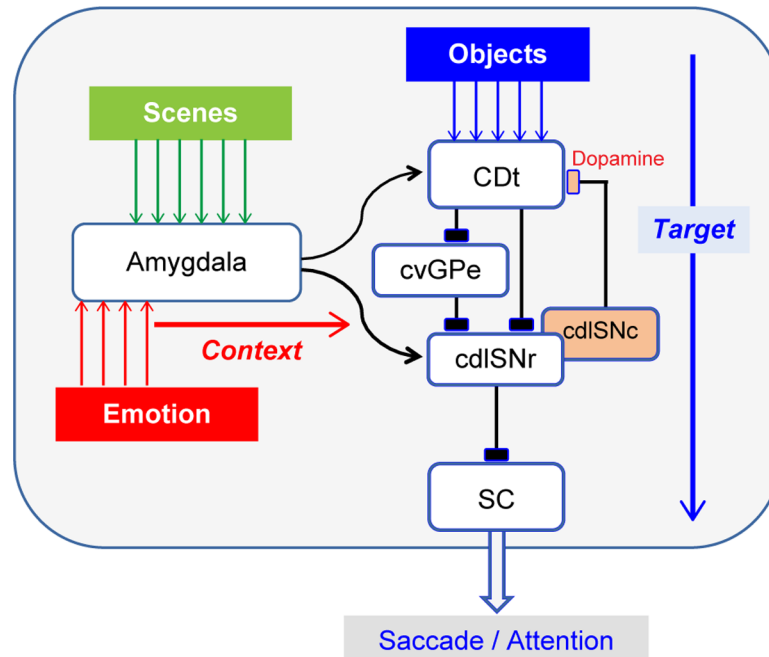 Objects
Scenes
Dopamine
CDt
Target
Amygdala
cvGPe
cdlSNc
Context
cdlSNr
Emotion
SC
Saccade / Attention